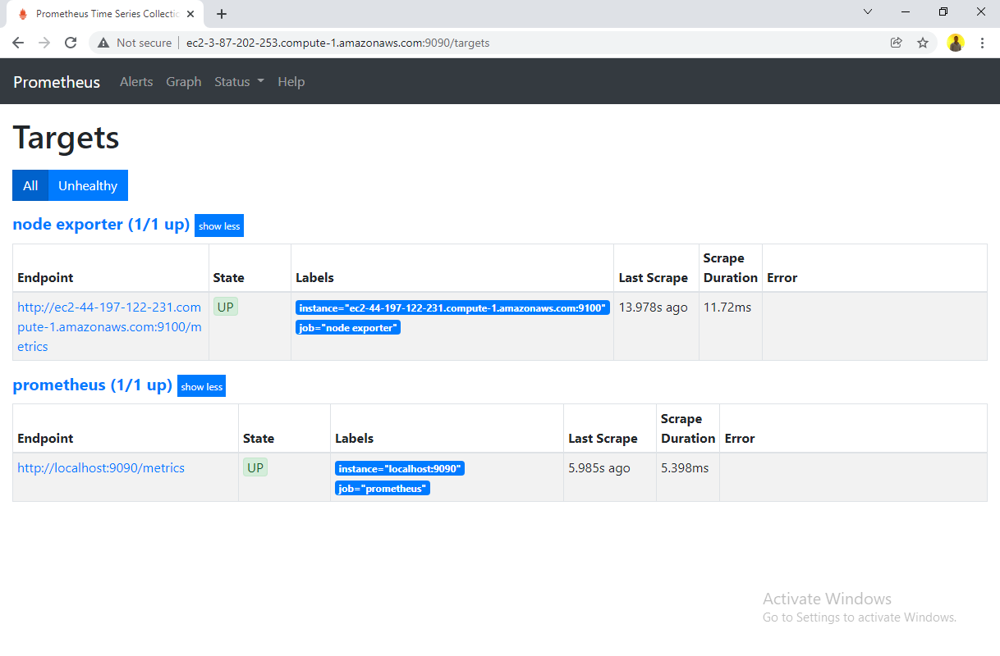 Prometheus Time Series Collectio
Not secure ec2-3-87-202-253.compute-1.amazonaws.com:9090/targets
Prometheus Alerts Graph Status Help
Targets
All Unhealthy
node exporter (1/1 up) show less
Endpoint State Labels Last Scrape Scrape Duration Error
http://ec2-44-197-122-231.com
pute-1.amazonaws.com:9100/m
etrics
UP
instance="ec2-44-197-122-231.compute-1.amazonaws.com:9100"
job="node exporter"
13.978s ago 11.72ms
prometheus (1/1 up) show less
Endpoint State Labels Last Scrape Scrape Duration Error
http://localhost:9090/metrics UP instance="localhost:9090" 5.985s ago 5.398ms
job="prometheus"
Activate Windows
Go to Settings to activate Windows.